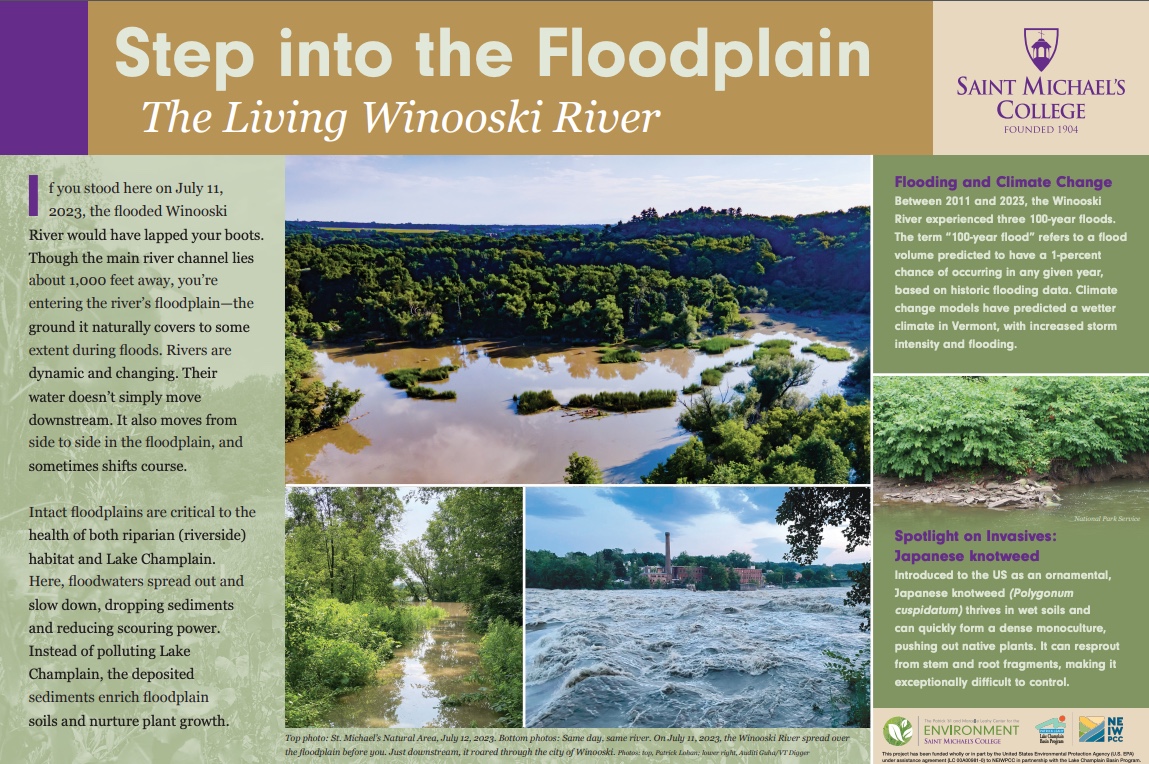 Step into the Floodplain
The Living Winooski River
SAINT MICHAEL'S
COLLEGE
FOUNDED 1904
If you stood here on July 11,
2023, the flooded Winooski
River would have lapped your boots.
Though the main river channel lies
about 1,000 feet away, you're
entering the river's floodplain—the
ground it naturally covers to some
extent during floods. Rivers are
dynamic and changing. Their
water doesn't simply move
downstream. It also moves from
side to side in the floodplain, and
sometimes shifts course.
Intact floodplains are critical to the
health of both riparian (riverside)
habitat and Lake Champlain.
Here, floodwaters spread out and
slow down, dropping sediments
and reducing scouring power.
Instead of polluting Lake
Champlain, the deposited
sediments enrich floodplain
soils and nurture plant growth.
Top photo: St. Michael's Natural Area, July 12, 2023. Bottom photos: Same day, same river. On July 11, 2023, the Winooski River spread over
the floodplain before you. Just downstream, it roared through the city of Winooski. Photos: top, Patrick Lohan; lower right, Auditi Guha/VT Digger
Flooding and Climate Change
Between 2011 and 2023, the Winooski
River experienced three 100-year floods.
The term "100-year flood" refers to a flood
volume predicted to have a 1-percent
chance of occurring in any given year,
based on historic flooding data. Climate
change models have predicted a wetter
climate in Vermont, with increased storm
intensity and flooding.
National Park Service
Spotlight on Invasives:
Japanese knotweed
Introduced to the US as an ornamental,
Japanese knotweed (Polygonum
cuspidatum) thrives in wet soils and
can quickly form a dense monoculture,
pushing out native plants. It can resprout
from stem and root fragments, making it
exceptionally difficult to control.
Center for the
ENVIRONMENT
SAINT MICHAEL'S COLLEGE
Lake Champlain
Basin Program
NE
IW
PCC
This project has been funded wholly or in part by the United States Environmental Protection Agency (U.S. EPA)
under assistance agreement (LC 00A00981-0) to NEIWPCC in partnership with the Lake Champlain Basin Program.